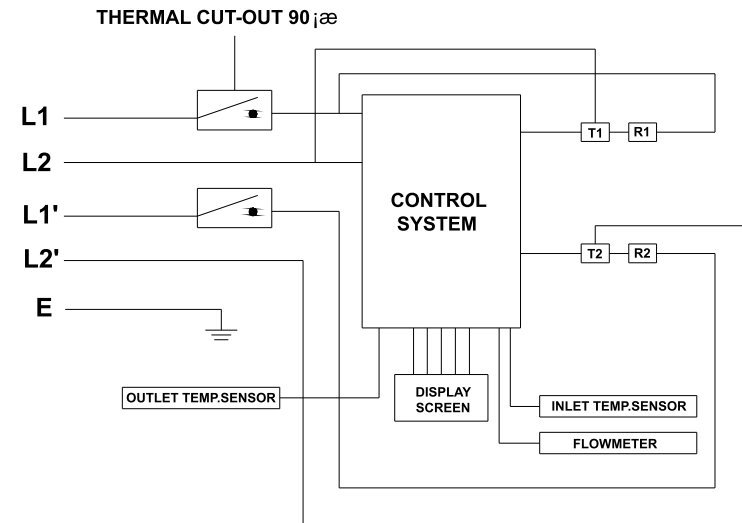 THERMAL CUT-OUT 90¡æ
L1
T1
R1
L2
CONTROL
SYSTEM
L1'
L2'
T2
R2
E
OUTLET TEMP.SENSOR
DISPLAY
SCREEN
INLET TEMP.SENSOR
FLOWMETER